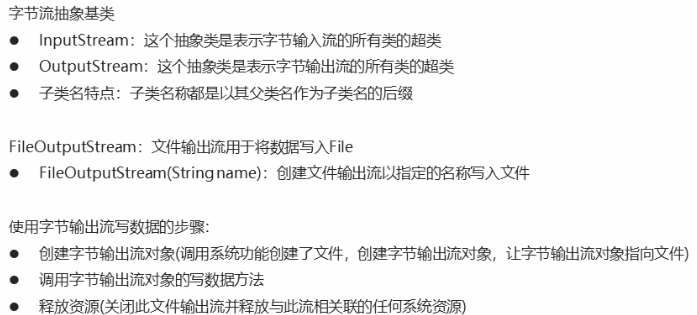 字节流抽象基类
● InputStream：这个抽象类是表示字节输入流的所有类的超类
● OutputStream：这个抽象类是表示字节输出流的所有类的超类
● 子类名特点：子类名称都是以其父类名作为子类名的后缀
FileOutputStream：文件输出流用于将数据写入File
● FileOutputStream(String name)：创建文件输出流以指定的名称写入文件
使用字节输出流写数据的步骤：
● 创建字节输出流对象(调用系统功能创建了文件，创建字节输出流对象，让字节输出流对象指向文件)
● 调用字节输出流对象的写数据方法
● 释放资源(关闭此文件输出流并释放与此流相关联的任何系统资源)